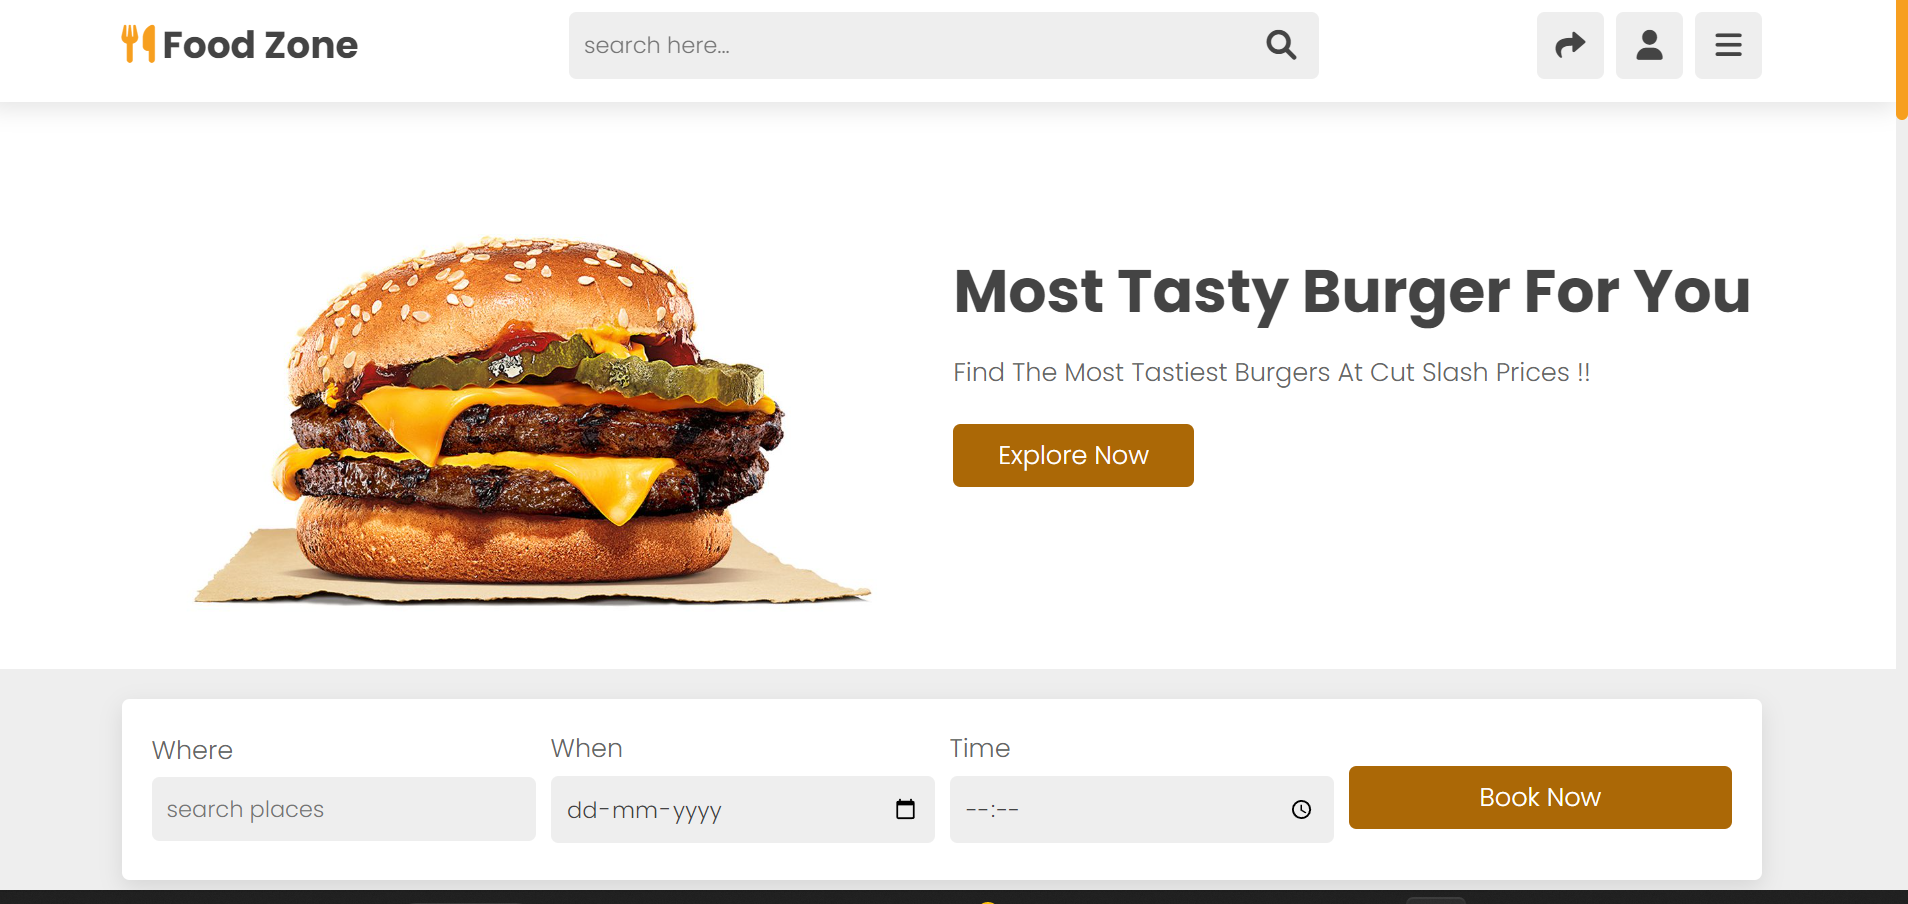 Food Zone
search here...
Most Tasty Burger For You
Find The Most Tastiest Burgers At Cut Slash Prices !!
Explore Now
Where
When
Time
search places
dd-mm-yyyy
--:--
Book Now